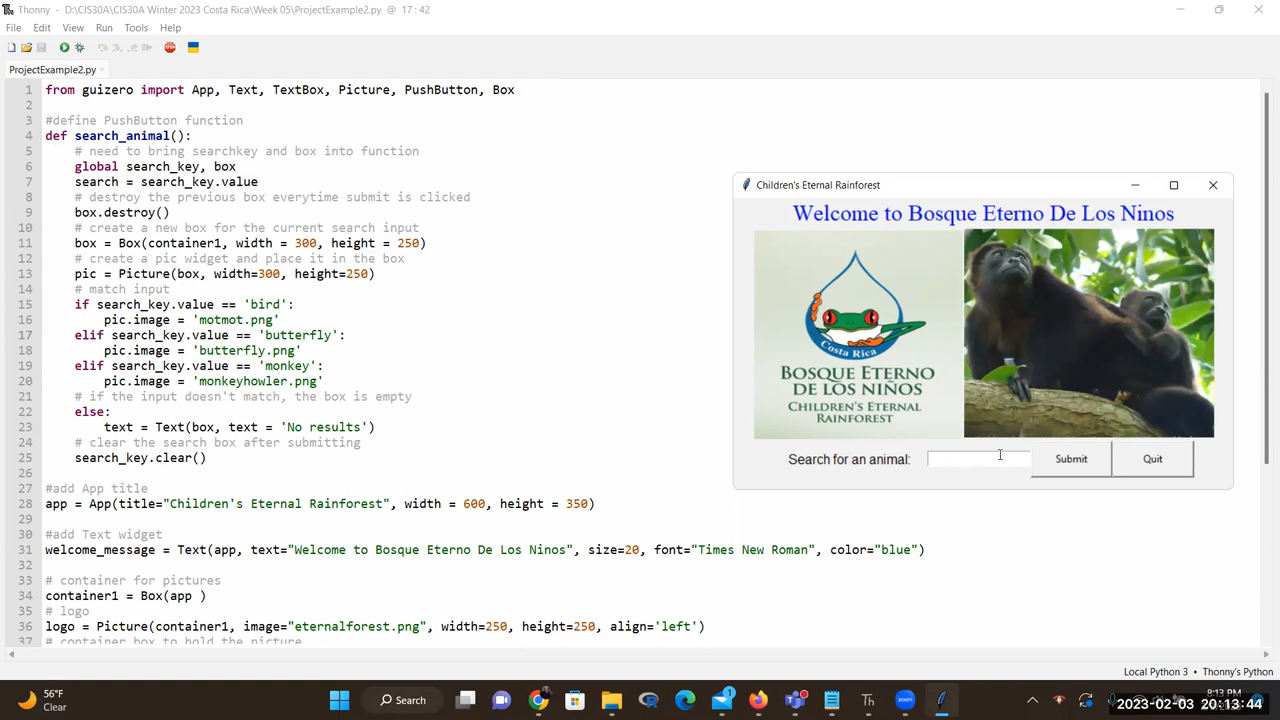 Thonny - D:\CIS30A\CIS30A Winter 2023 Costa Rica\Week 05\ProjectExample2.py @ 17 : 42
File Edit View Run Tools Help
ProjectExample2.py
1 from guizero import App, Text, TextBox, Picture, PushButton, Box
2
3 #define PushButton function
4 def search_animal():
5 # need to bring searchkey and box into function
6 global search_key, box
7 search = search_key.value
8 # destroy the previous box everytime submit is clicked
9 box.destroy()
10 # create a new box for the current search input
11 box = Box(container1, width = 300, height = 250)
12 # create a pic widget and place it in the box
13 pic = Picture(box, width=300, height=250)
14 # match input
15 if search_key.value == 'bird':
16 pic.image = 'motmot.png'
17 elif search_key.value == 'butterfly':
18 pic.image = 'butterfly.png'
19 elif search_key.value == 'monkey':
20 pic.image = 'monkeyhowler.png'
21 # if the input doesn't match, the box is empty
22 else:
23 text = Text(box, text = 'No results')
24 # clear the search box after submitting
25 search_key.clear()
26
27 #add App title
28 app = App(title="Children's Eternal Rainforest", width = 600, height = 350)
29
30 #add Text widget
31 welcome_message = Text(app, text="Welcome to Bosque Eterno De Los Ninos", size=20, font="Times New Roman", color="blue")
32
33 # container for pictures
34 container1 = Box(app )
35 # logo
36 logo = Picture(container1, image="eternalforest.png", width=250, height=250, align='left')
37 # container box to hold the picture
Children's Eternal Rainforest
Welcome to Bosque Eterno De Los Ninos
Costa Rica
BOSQUE ETERNO
DE LOS NIÑOS
CHILDREN'S ETERNAL
RAINFOREST
Search for an animal: Submit Quit
Local Python 3 • Thonny's Python
56°F
Clear
Search
8:13 PM
2023-02-03 20:13:44